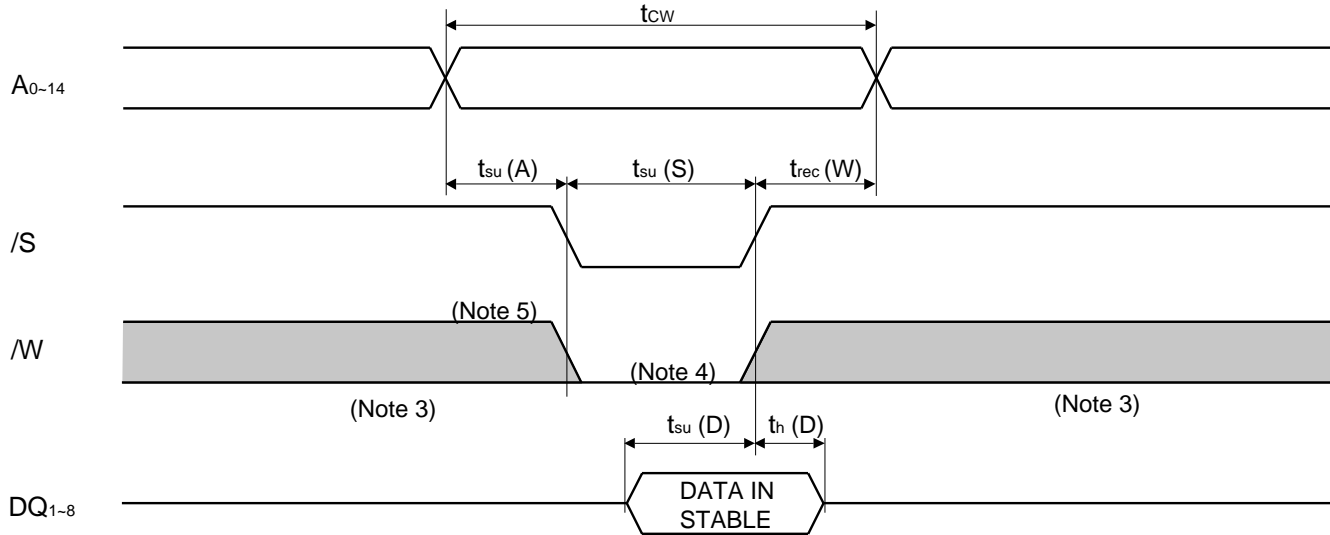 tCW
A0~14
tsu (A) tsu (S) trec (W)
/S
(Note 5)
/W
(Note 4)
(Note 3) (Note 3)
tsu (D) th (D)
DATA IN
STABLE
DQ1~8